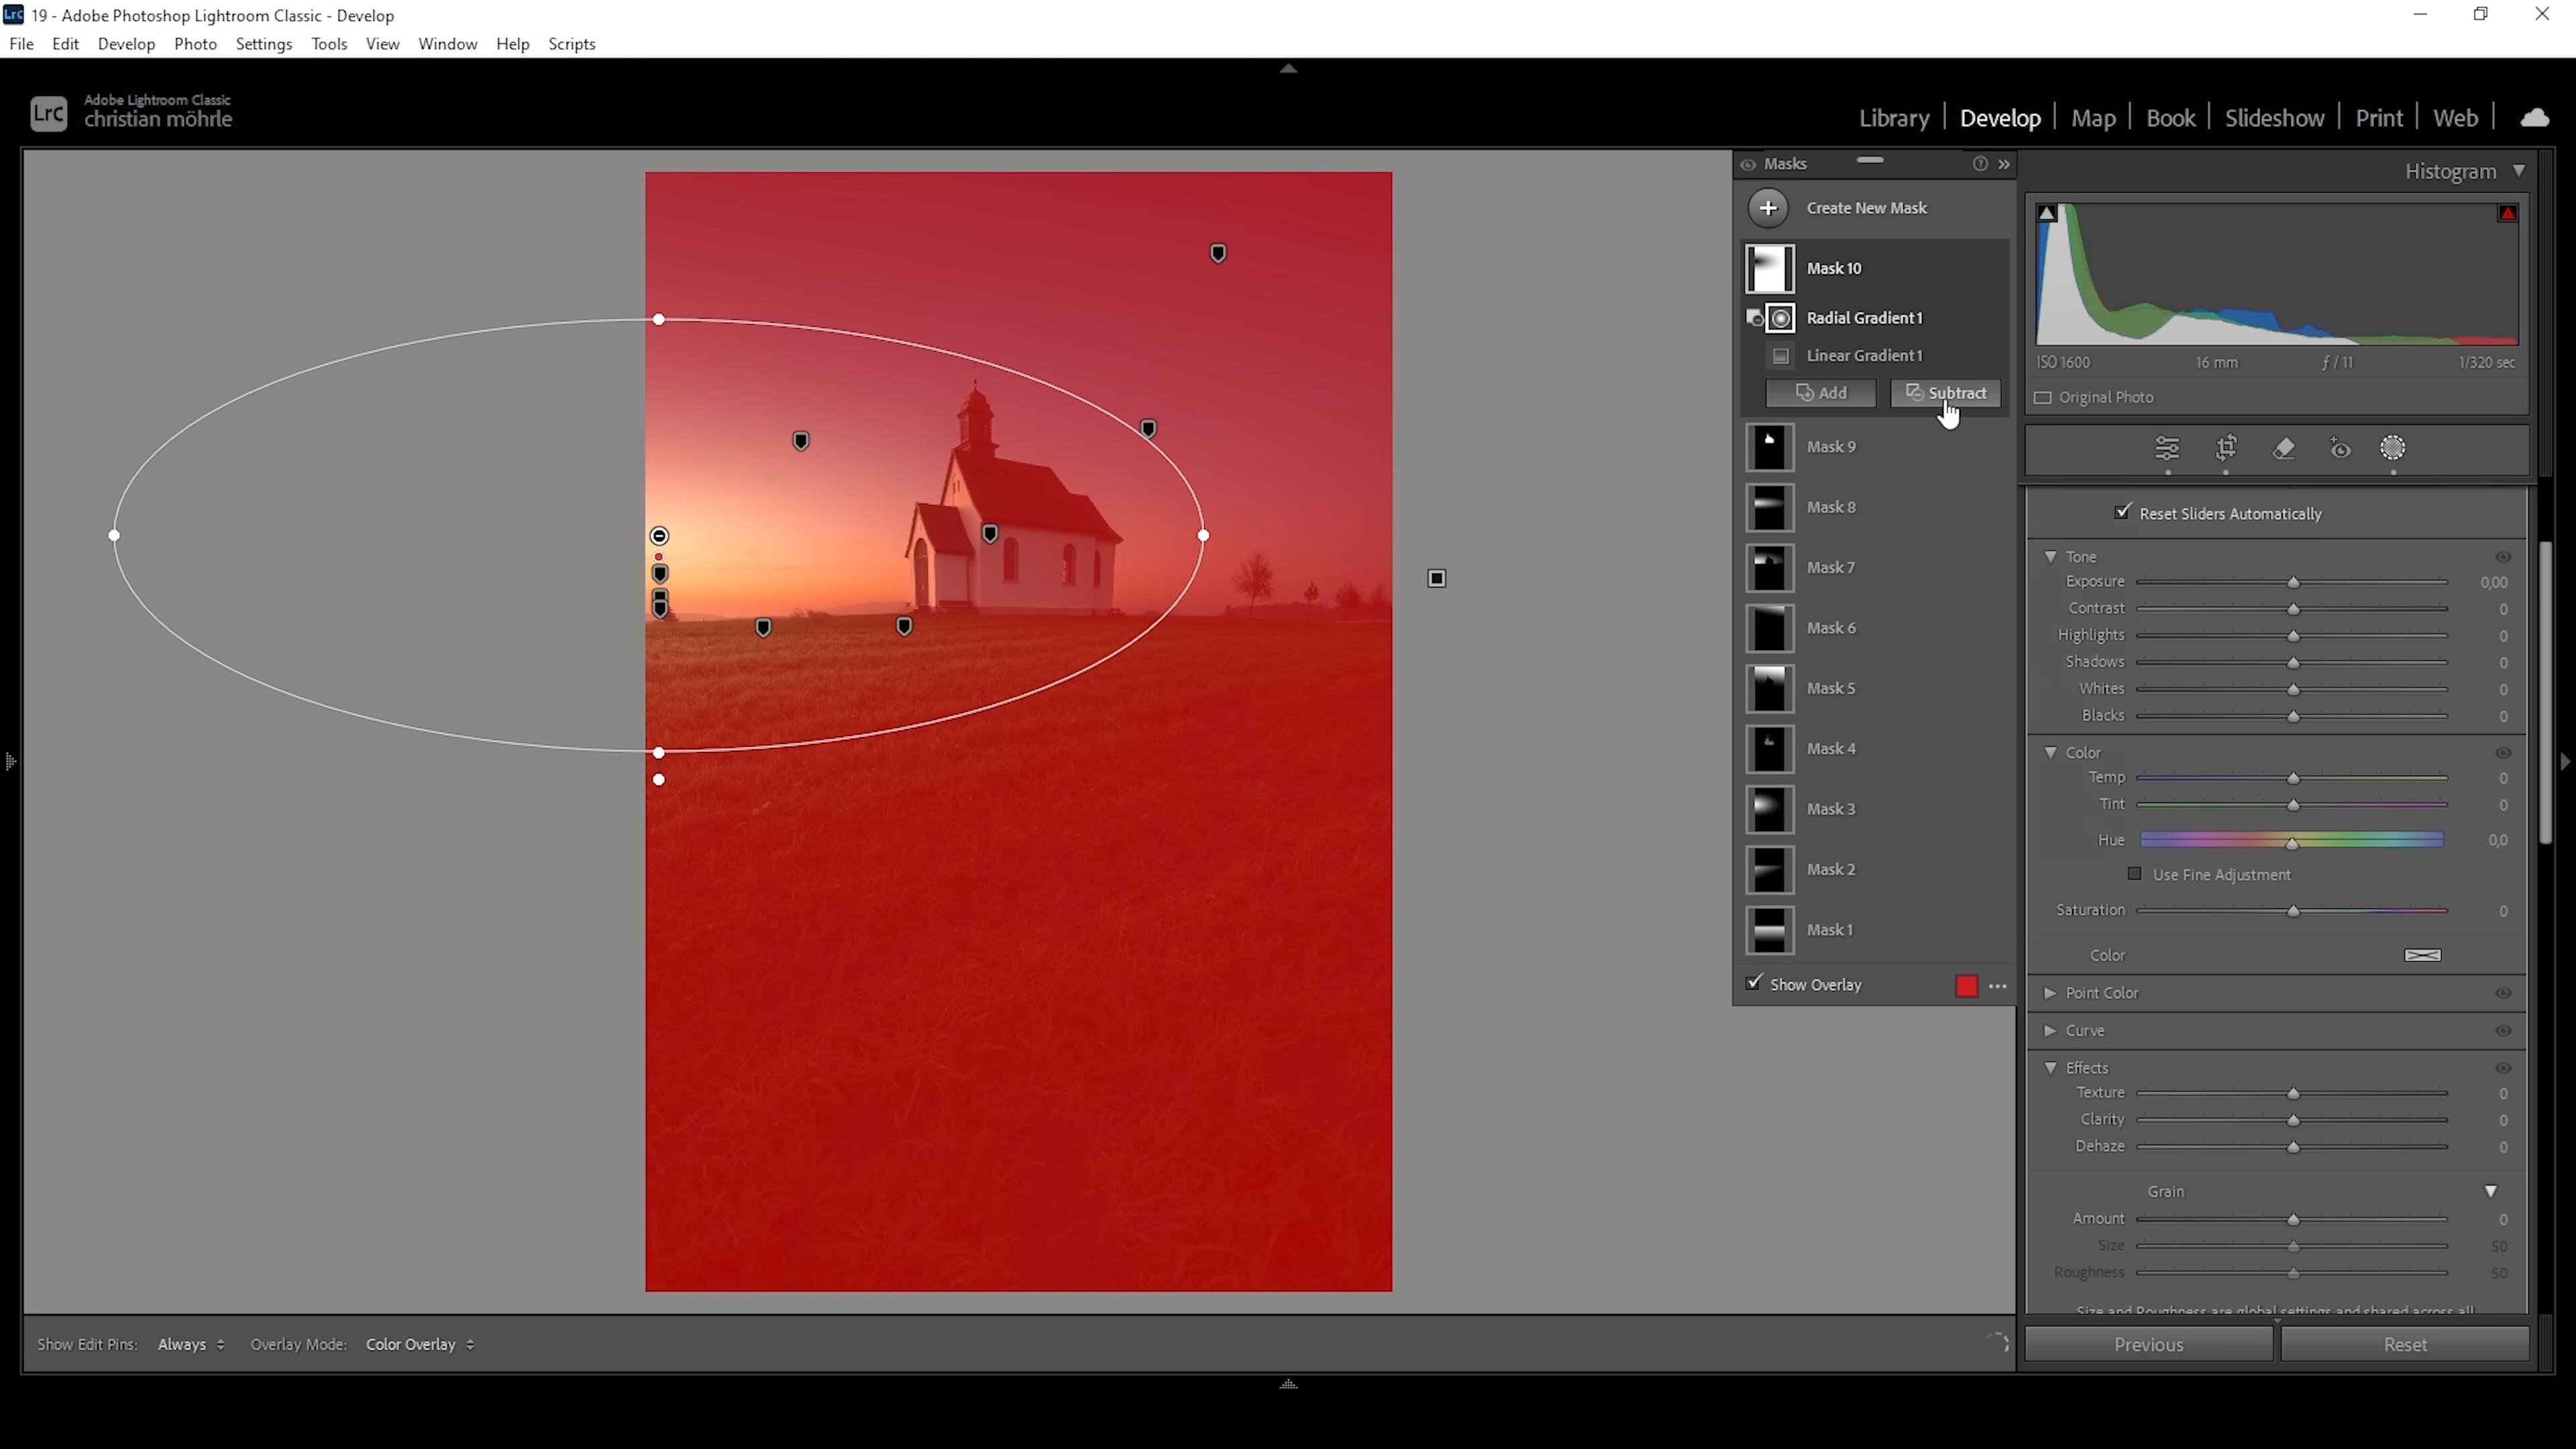 Lrc 19 - Adobe Photoshop Lightroom Classic - Develop
File Edit Develop Photo Settings Tools View Window Help Scripts
Lrc Adobe Lightroom Classic
christian möhrle
Library | Develop | Map | Book | Slideshow | Print | Web |
Masks
Create New Mask
Mask 10
Radial Gradient 1
Linear Gradient 1
Add Subtract
Mask 9
Mask 8
Mask 7
Mask 6
Mask 5
Mask 4
Mask 3
Mask 2
Mask 1
Show Overlay
Histogram
ISO 1600 16 mm ƒ / 11 1/320 sec
Original Photo
Reset Sliders Automatically
Tone
Exposure 0,00
Contrast 0
Highlights 0
Shadows 0
Whites 0
Blacks 0
Color
Temp 0
Tint 0
Hue 0,0
Use Fine Adjustment
Saturation 0
Color
Point Color
Curve
Effects
Texture 0
Clarity 0
Dehaze 0
Grain
Amount 0
Size 50
Roughness 50
Size and Roughness are global settings and shared across all
Show Edit Pins: Always Overlay Mode: Color Overlay
Previous Reset